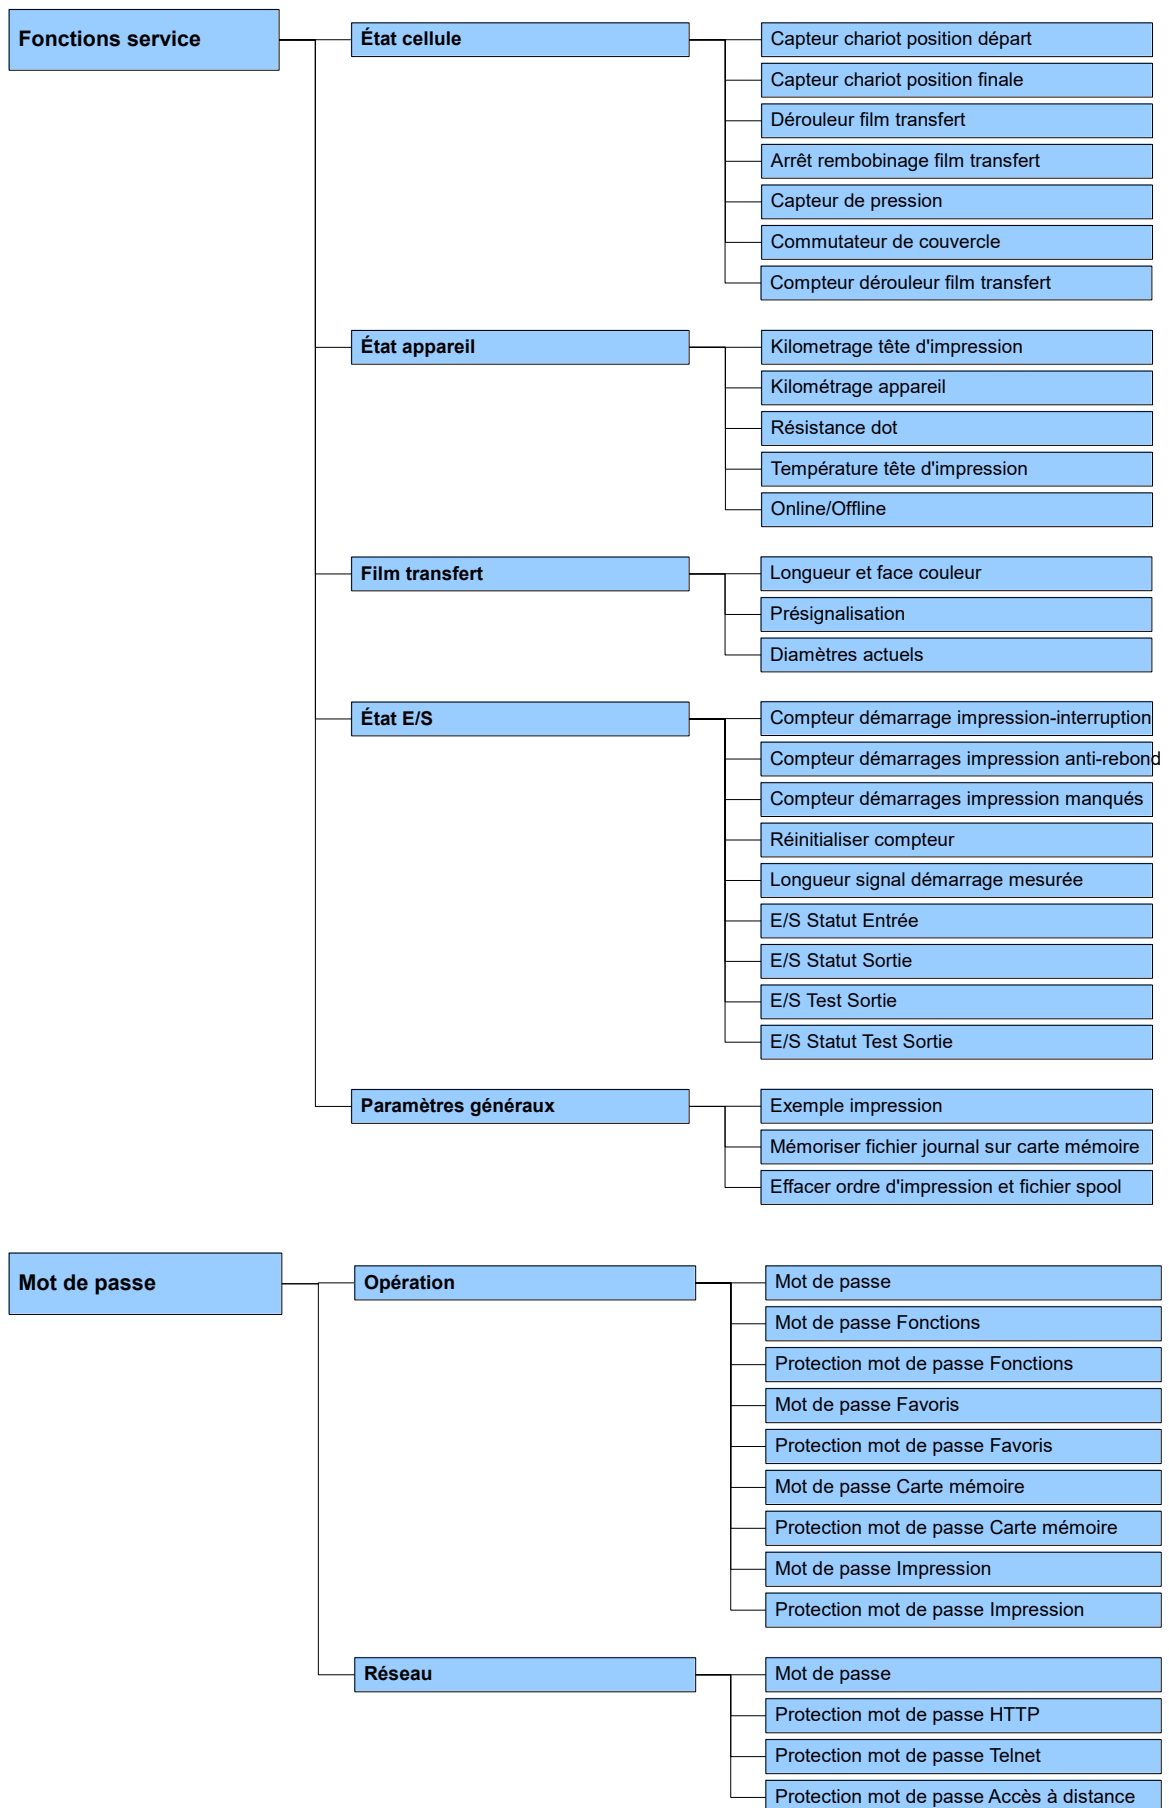 Fonctions service
État cellule
Capteur chariot position départ
Capteur chariot position finale
Dérouleur film transfert
Arrêt rembobinage film transfert
Capteur de pression
Commutateur de couvercle
Compteur dérouleur film transfert
État appareil
Kilometrage tête d'impression
Kilométrage appareil
Résistance dot
Température tête d'impression
Online/Offline
Film transfert
Longueur et face couleur
Présignalisation
Diamètres actuels
État E/S
Compteur démarrage impression-interruption
Compteur démarrages impression anti-rebond
Compteur démarrages impression manqués
Réinitialiser compteur
Longueur signal démarrage mesurée
E/S Statut Entrée
E/S Statut Sortie
E/S Test Sortie
E/S Statut Test Sortie
Paramètres généraux
Exemple impression
Mémoriser fichier journal sur carte mémoire
Effacer ordre d'impression et fichier spool
Mot de passe
Opération
Mot de passe
Mot de passe Fonctions
Protection mot de passe Fonctions
Mot de passe Favoris
Protection mot de passe Favoris
Mot de passe Carte mémoire
Protection mot de passe Carte mémoire
Mot de passe Impression
Protection mot de passe Impression
Réseau
Mot de passe
Protection mot de passe HTTP
Protection mot de passe Telnet
Protection mot de passe Accès à distance